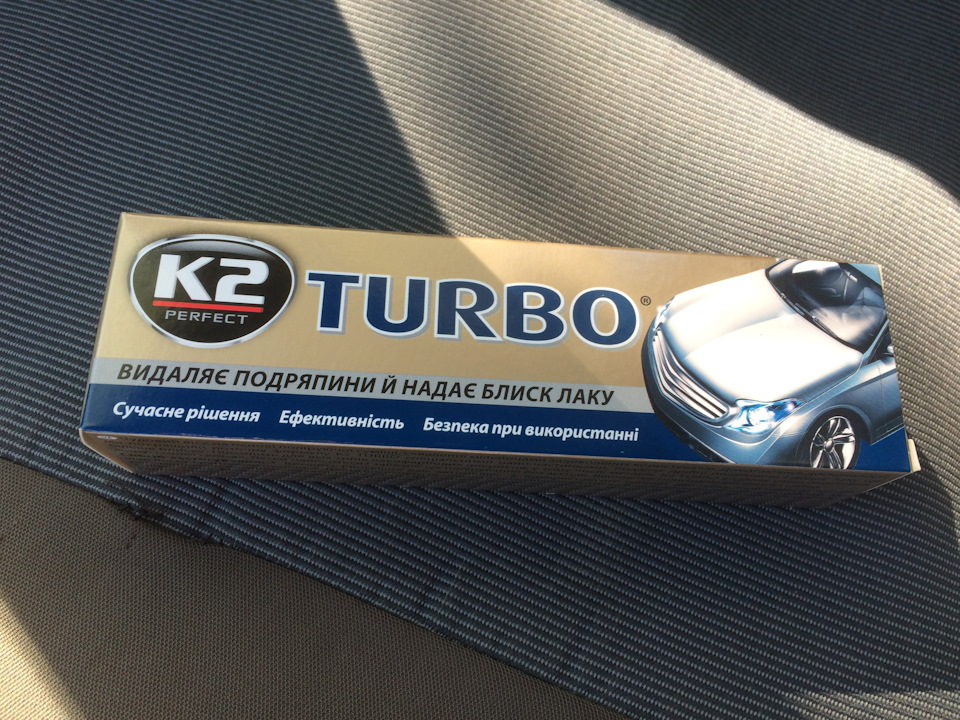 K2
PERFECT
TURBO®
ВИДАЛЯЄ ПОДРЯПИНИ Й НАДАЄ БЛИСК ЛАКУ
Сучасне рішення Ефективність Безпека при використанні